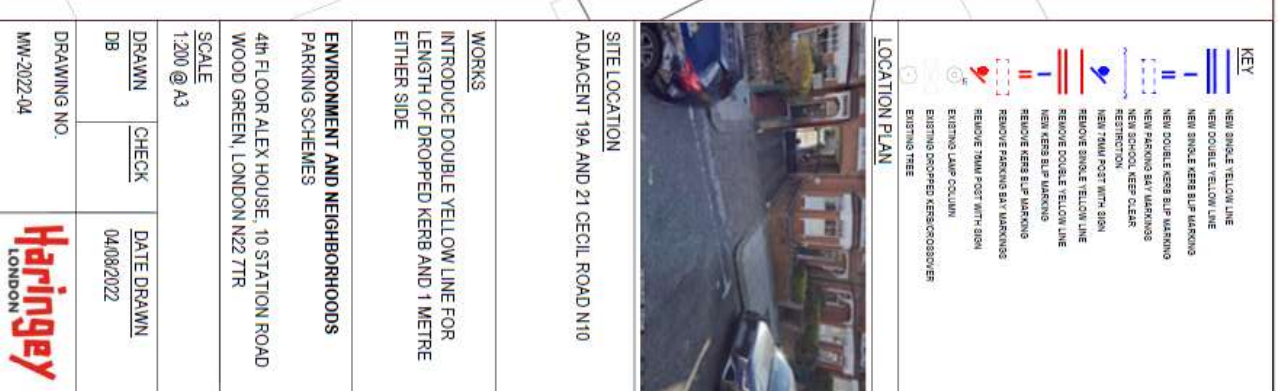 KEY
NEW SINGLE YELLOW LINE
NEW DOUBLE YELLOW LINE
NEW SINGLE KERB BLIP MARKING
NEW DOUBLE KERB BLIP MARKING
NEW PARKING BAY MARKINGS
NEW SCHOOL KEEP CLEAR
RESTIRCTION
NEW 76MM POST WITH SIGN
REMOVE SINGLE YELLOW LINE
REMOVE DOUBLE YELLOW LINE
NEW KERB BLIP MARKING
REMOVE KERB BLIP MARKING
REMOVE PARKING BAY MARKINGS
REMOVE 76MM POST WITH SIGN
EXISTING LAMP COLUMN
EXISTING DROPPED KERB/CROSSOVER
EXISTING TREE
LOCATION PLAN
SITE LOCATION
ADJACENT 19A AND 21 CECIL ROAD N10
WORKS
INTRODUCE DOUBLE YELLOW LINE FOR
LENGTH OF DROPPED KERB AND 1 METRE
EITHER SIDE
ENVIRONMENT AND NEIGHBORHOODS
PARKING SCHEMES
4th FLOOR ALEX HOUSE, 10 STATION ROAD
WOOD GREEN, LONDON N22 7TR
SCALE
1:200 @ A3
DRAWN
DB
CHECK
DATE DRAWN
04/08/2022
DRAWING NO.
MW-2022-04
Haringey
LONDON